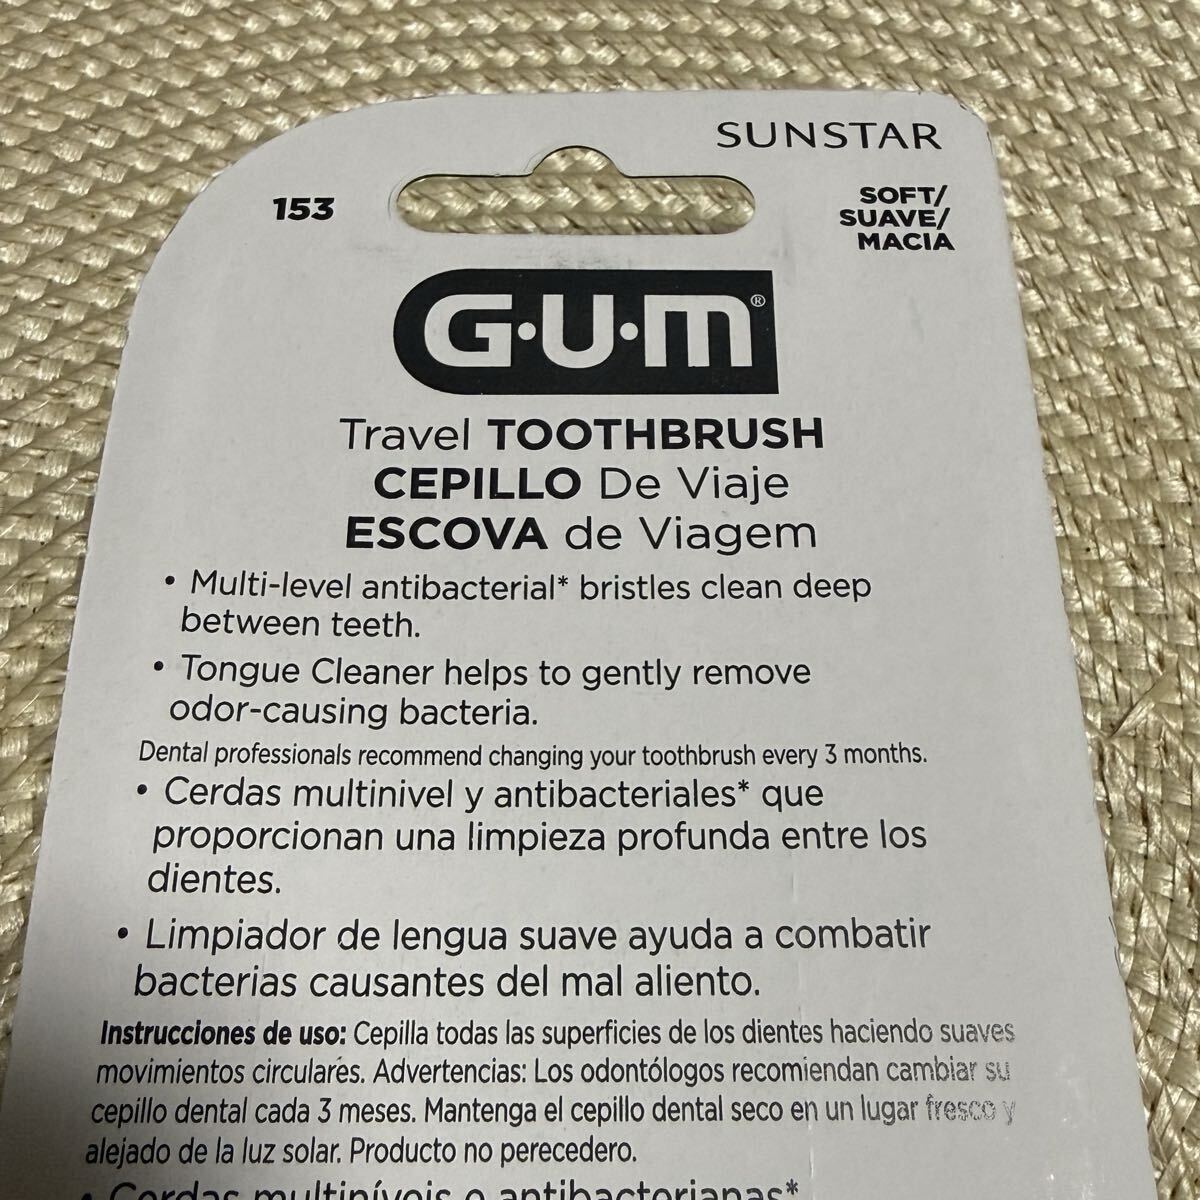 SUNSTAR
153
SOFT/
SUAVE/
MACIA
G·U·M®
Travel TOOTHBRUSH
CEPILLO De Viaje
ESCOVA de Viagem
• Multi-level antibacterial* bristles clean deep
between teeth.
• Tongue Cleaner helps to gently remove
odor-causing bacteria.
Dental professionals recommend changing your toothbrush every 3 months.
• Cerdas multinivel y antibacteriales* que
proporcionan una limpieza profunda entre los
dientes.
• Limpiador de lengua suave ayuda a combatir
bacterias causantes del mal aliento.
Instrucciones de uso: Cepilla todas las superficies de los dientes haciendo suaves
movimientos circulares. Advertencias: Los odontólogos recomiendan cambiar su
cepillo dental cada 3 meses. Mantenga el cepillo dental seco en un lugar fresco y
alejado de la luz solar. Producto no perecedero.
• Cerdas multiníveis e antibacterianas*